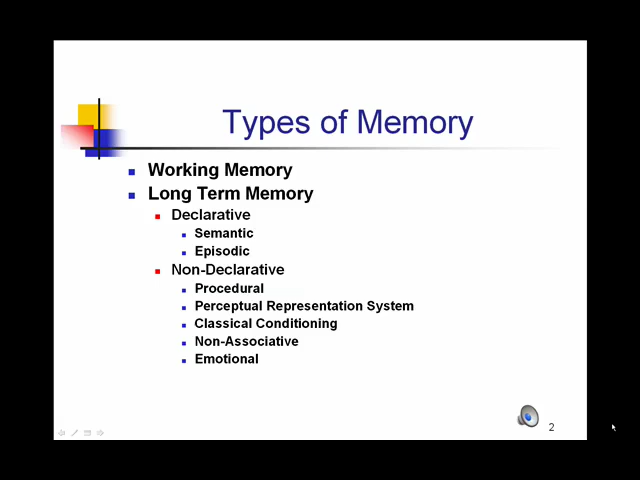 Types of Memory
Working Memory
Long Term Memory
Declarative
Semantic
Episodic
Non-Declarative
Procedural
Perceptual Representation System
Classical Conditioning
Non-Associative
Emotional
2